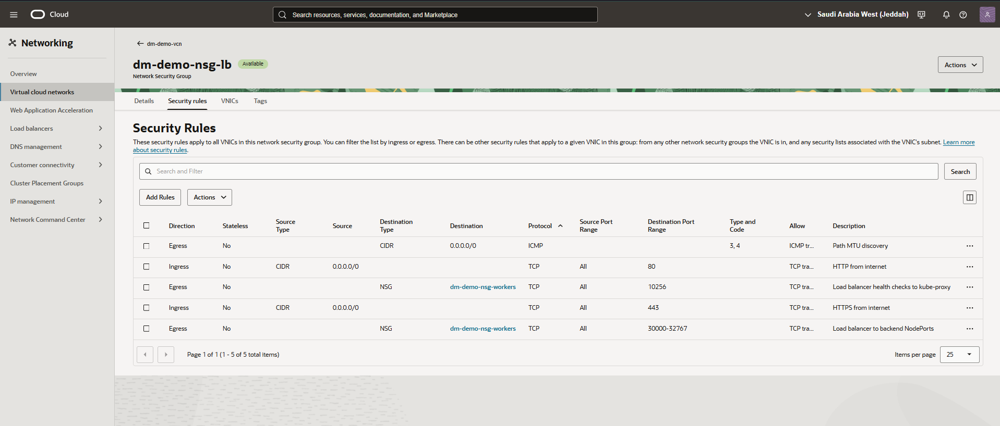 Cloud
Search resources, services, documentation, and Marketplace
Saudi Arabia West (Jeddah)
Networking
Overview
Virtual cloud networks
Web Application Acceleration
Load balancers
DNS management
Customer connectivity
Cluster Placement Groups
IP management
Network Command Center
dm-demo-vcn
dm-demo-nsg-lb Available
Network Security Group
Actions
Details Security rules VNICs Tags
Security Rules
These security rules apply to all VNICs in this network security group. You can filter the list by ingress or egress. There can be other security rules that apply to a given VNIC in this group: from any other network security groups the VNIC is in, and any security lists associated with the VNIC's subnet. Learn more
about security rules.
Search and Filter Search
Add Rules Actions
Direction Stateless Source Type Source Destination Type Destination Protocol Source Port Range Destination Port Range Type and Code Allow Description
Egress No CIDR 0.0.0.0/0 ICMP 3, 4 ICMP tr... Path MTU discovery
Ingress No CIDR 0.0.0.0/0 TCP All 80 TCP tra... HTTP from internet
Egress No NSG dm-demo-nsg-workers TCP All 10256 TCP tra... Load balancer health checks to kube-proxy
Ingress No CIDR 0.0.0.0/0 TCP All 443 TCP tra... HTTPS from internet
Egress No NSG dm-demo-nsg-workers TCP All 30000-32767 TCP tra... Load balancer to backend NodePorts
Page 1 of 1 (1 - 5 of 5 total items) Items per page 25